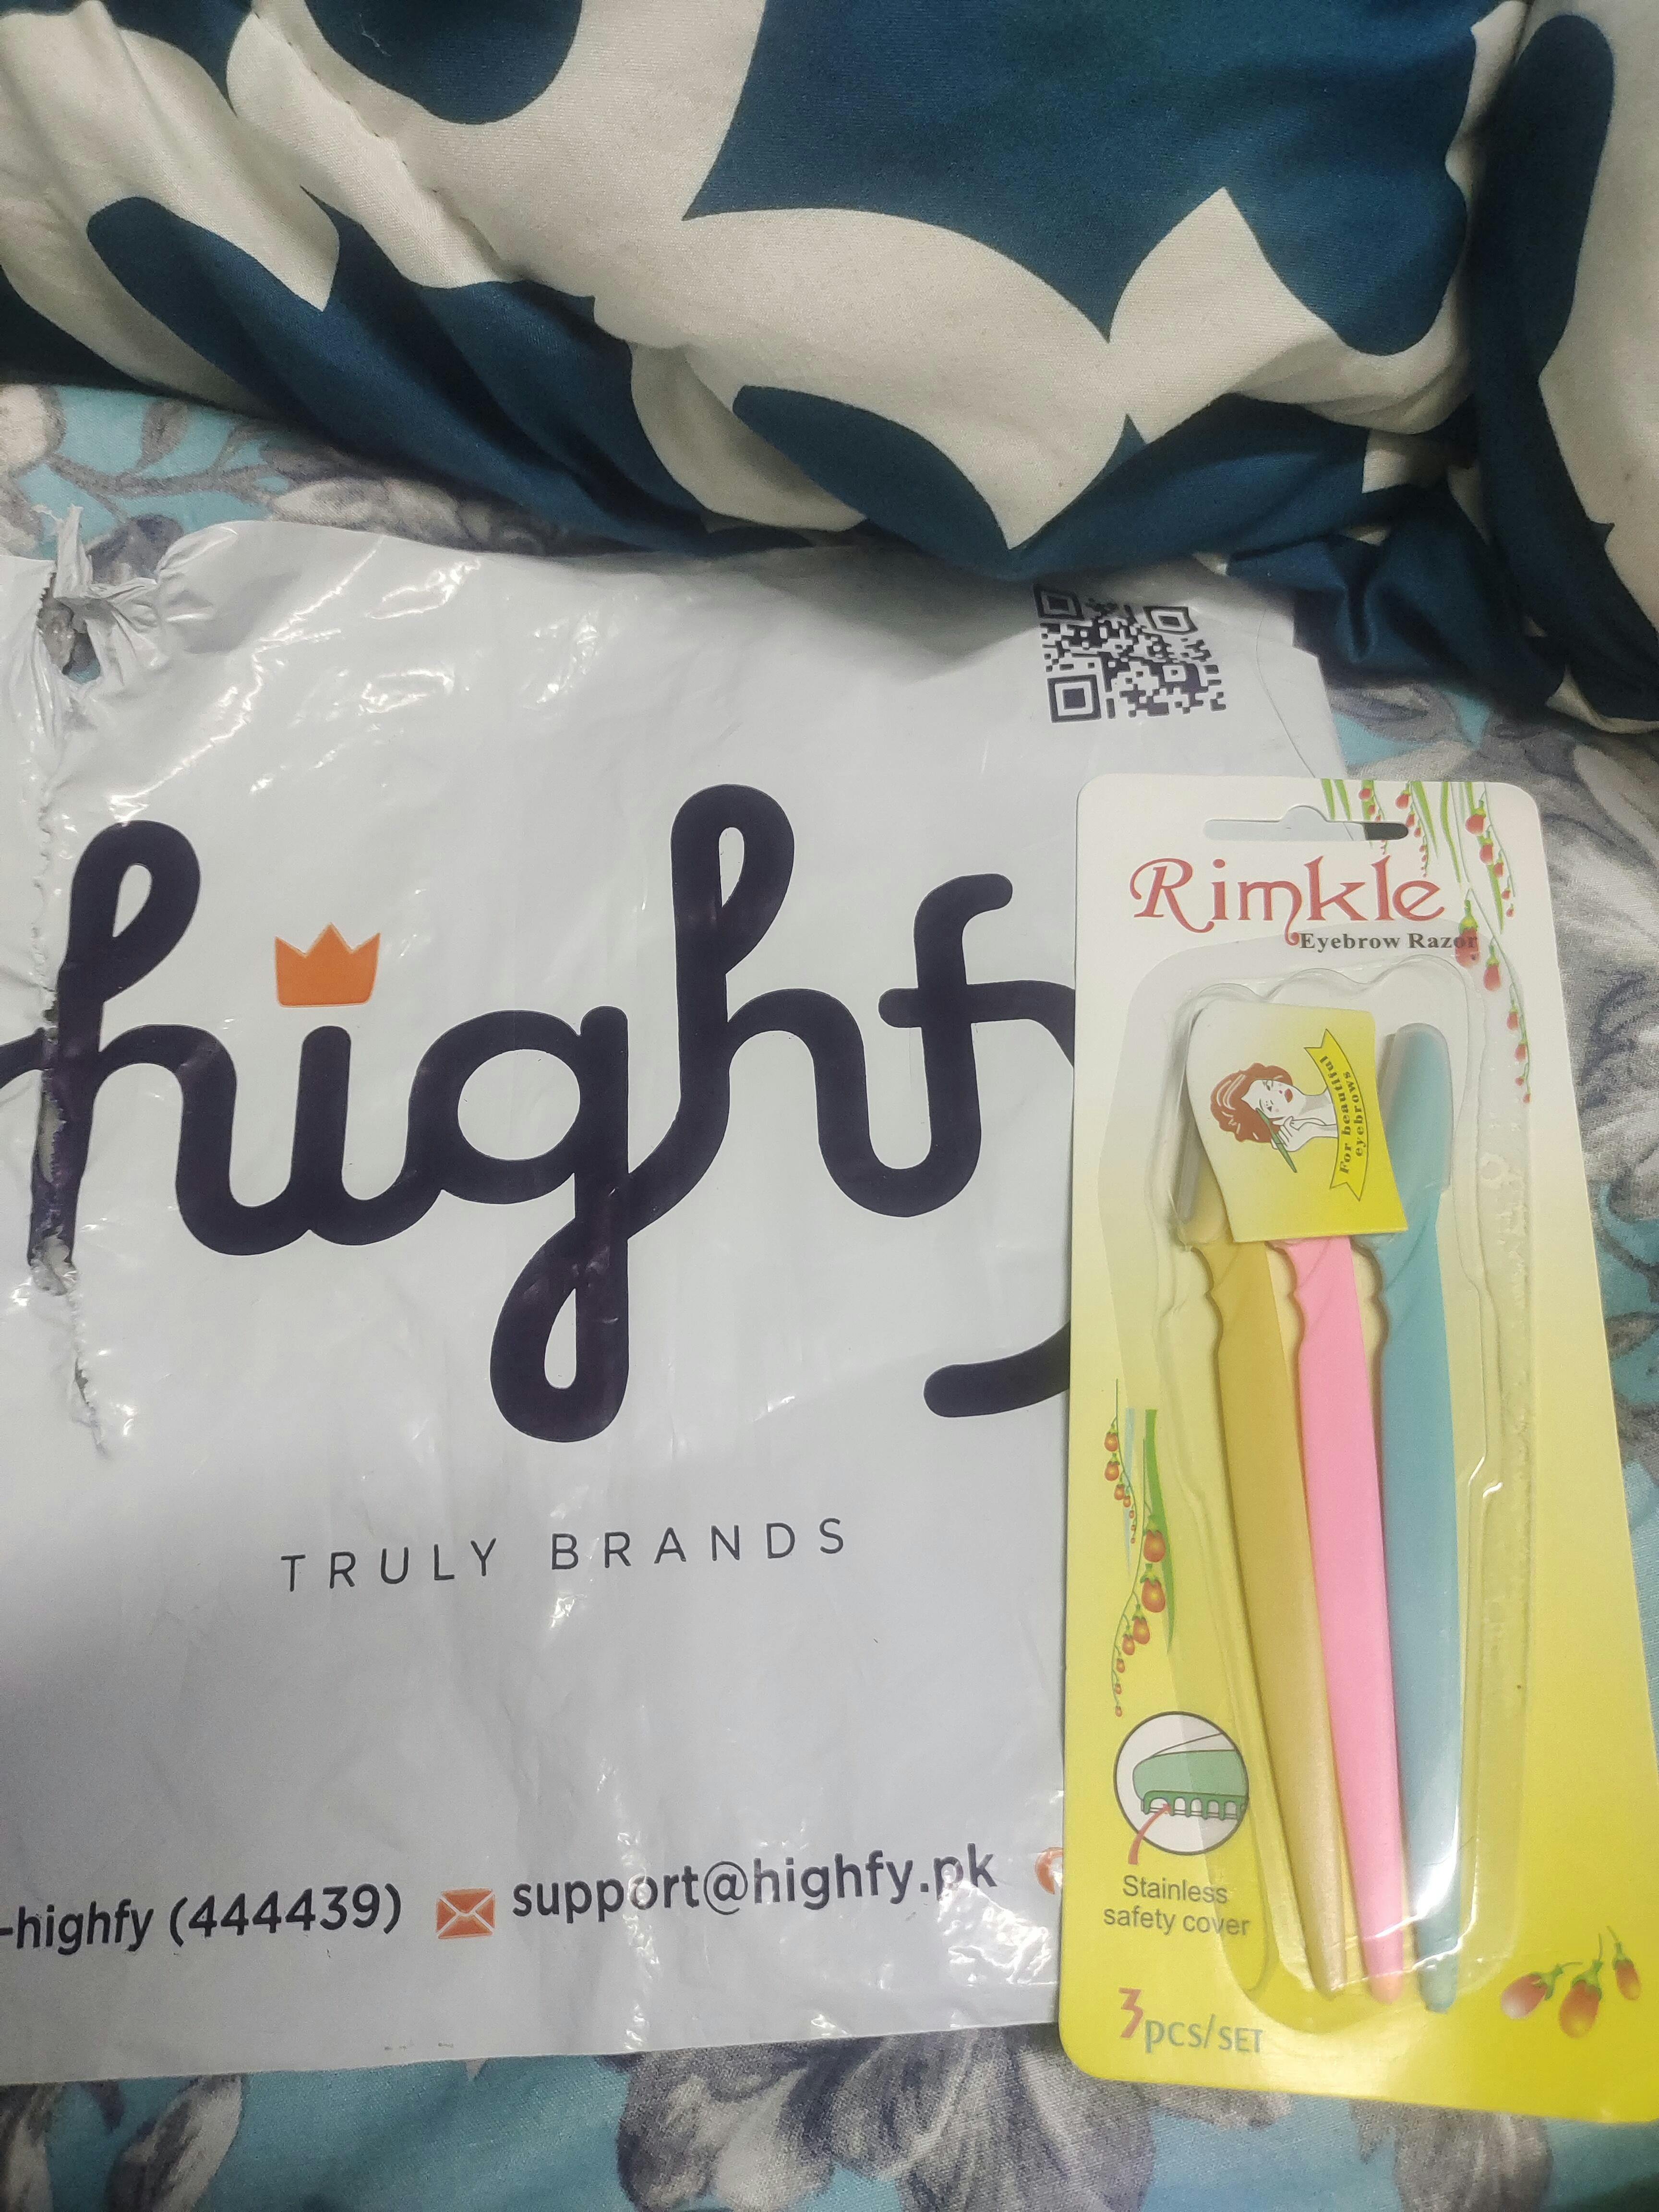 highfy
TRULY BRANDS
-highfy (444439)
support@highfy.pk
Rimkle
Eyebrow Razor
For beautiful
eyebrows
Stainless
safety cover
3pcs/SET